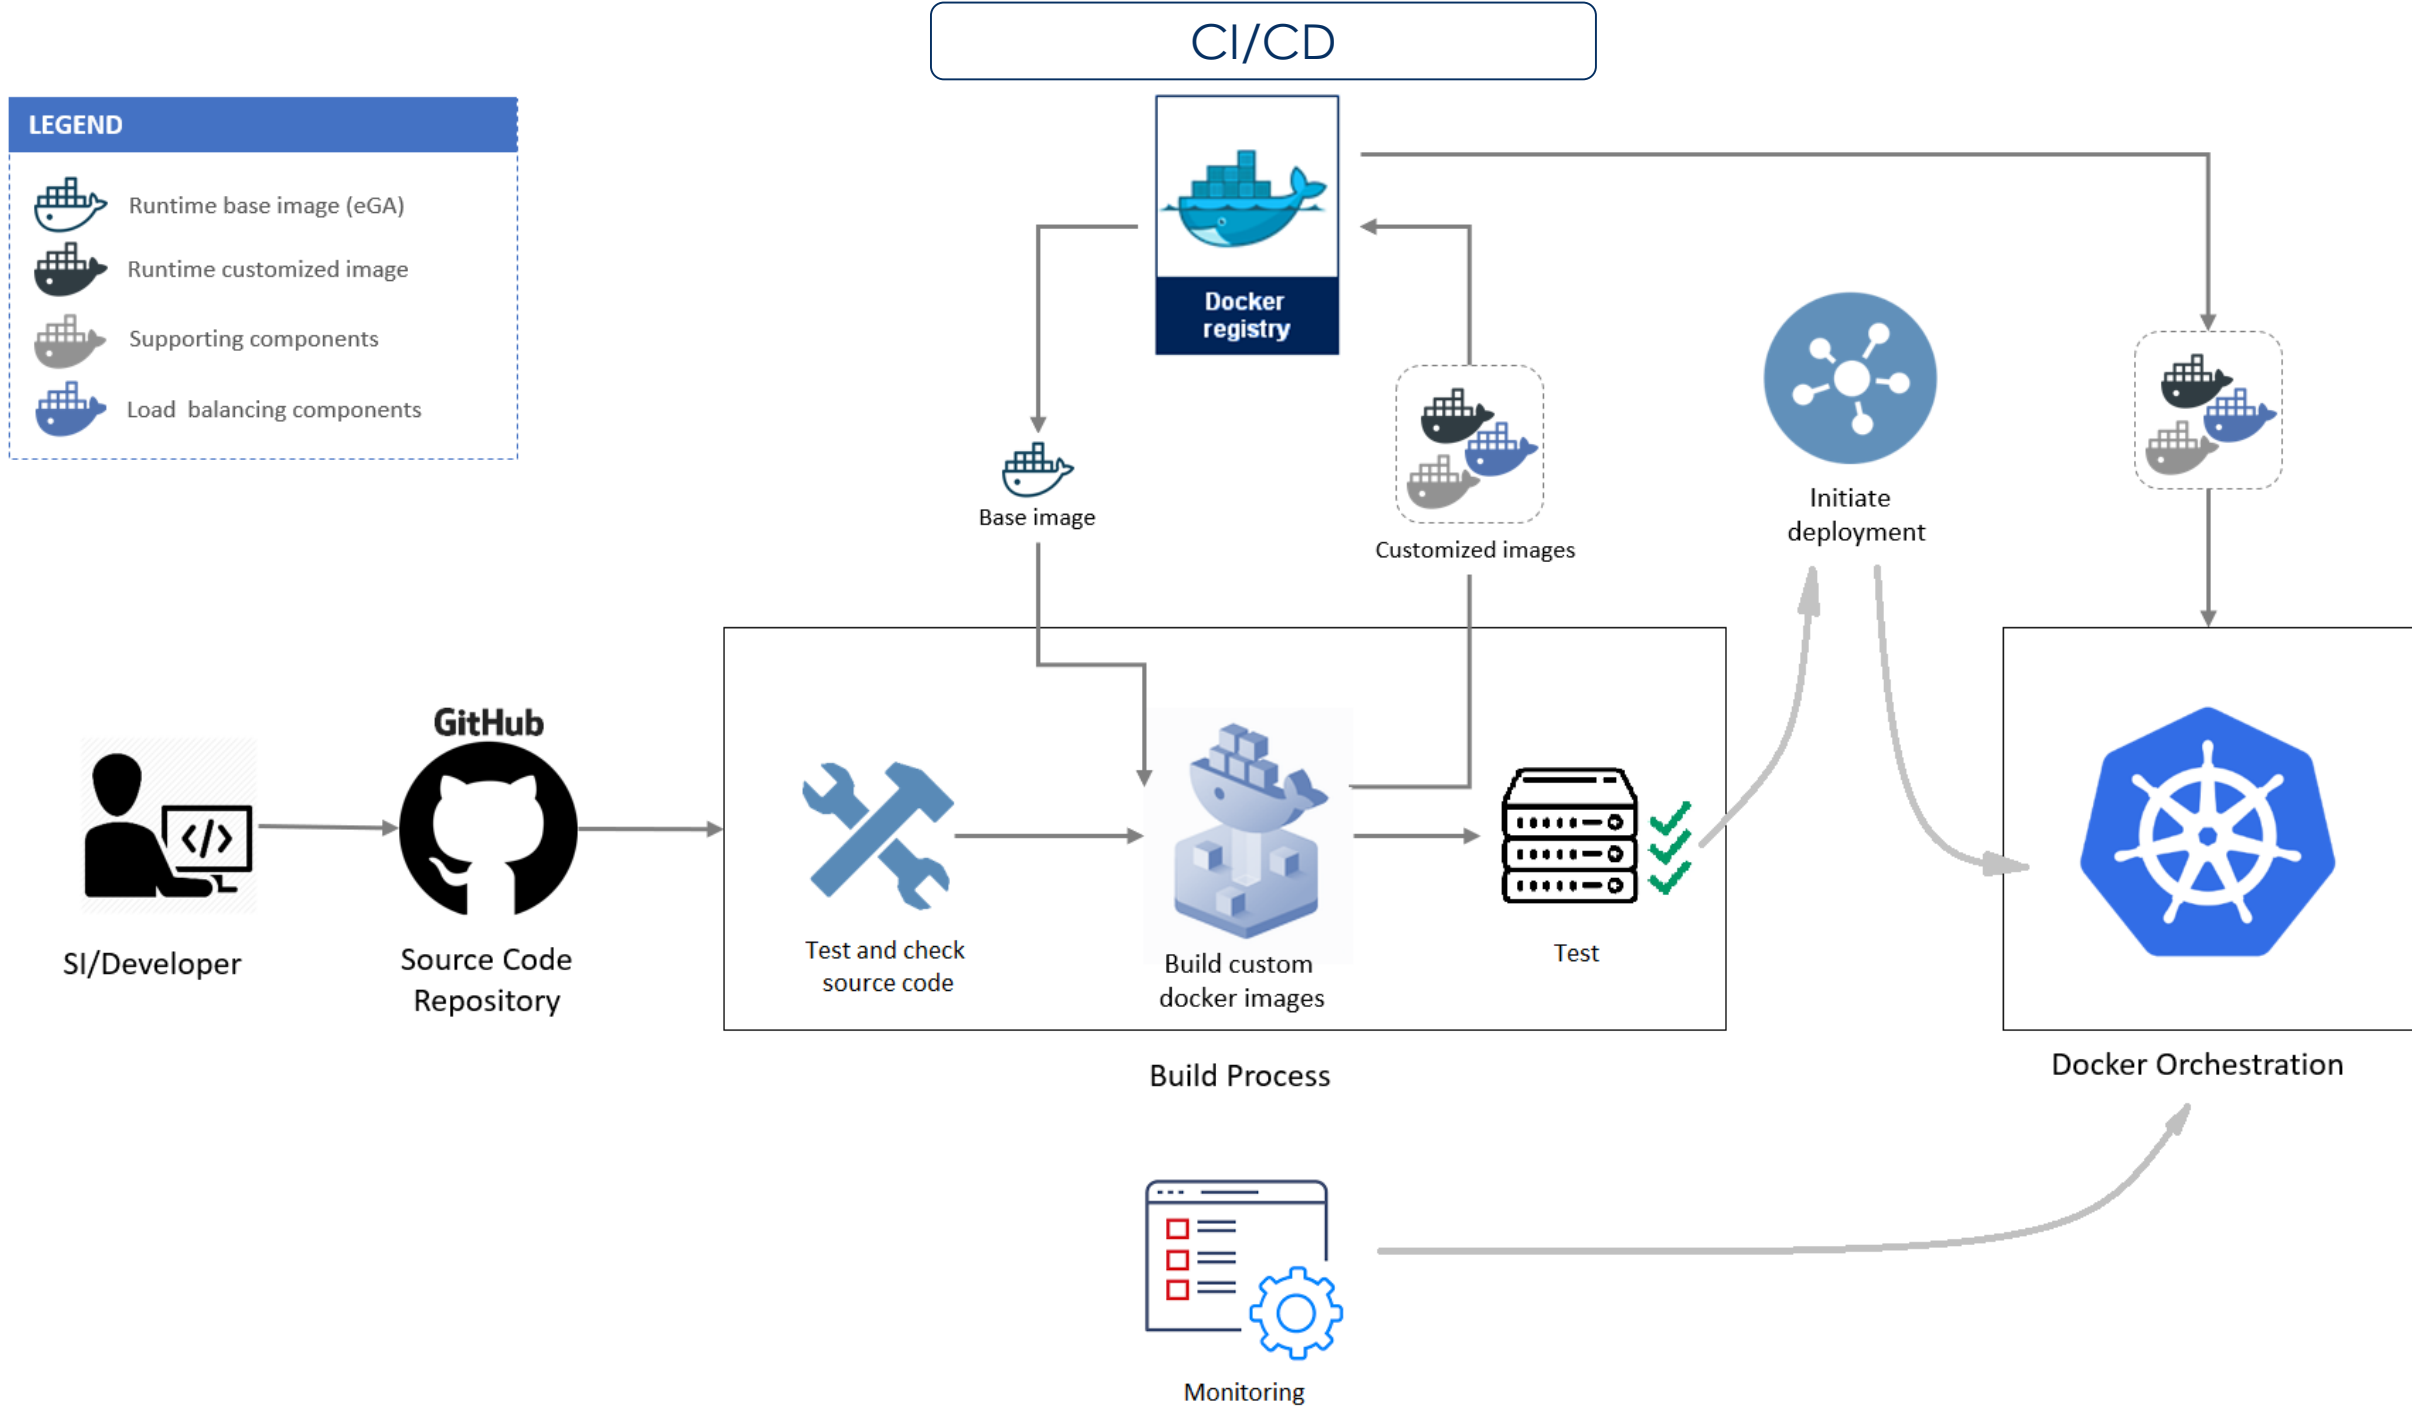 CI/CD
LEGEND
Runtime base image (eGA)
Runtime customized image
Supporting components
Load balancing components
Docker
registry
Base image
Customized images
Initiate
deployment
GitHub
</>
SI/Developer
Source Code
Repository
Test and check
source code
Build custom
docker images
Test
Build Process
Docker Orchestration
Monitoring